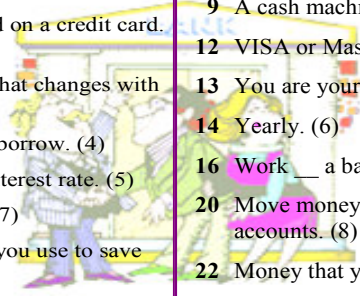 l on a credit card.
hat changes with
borrow. (4)
terest rate. (5)
7)
you use to save
BANK
9 A cash machi
12 VISA or Mas
13 You are your
14 Yearly. (6)
16 Work __ a ba
20 Move money
accounts. (8)
22 Money that y